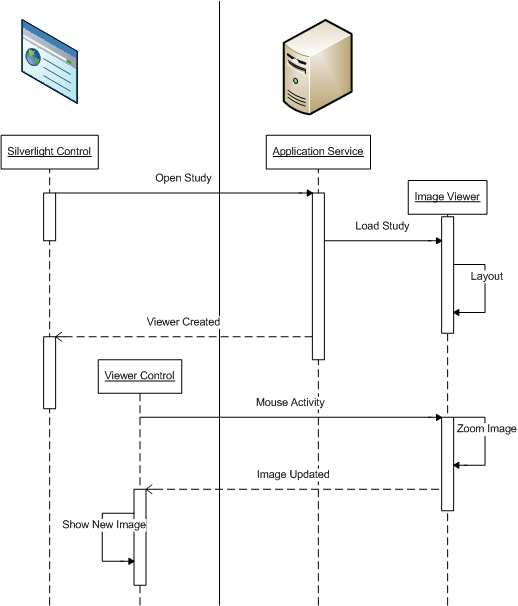 Silverlight Control
Application Service
Open Study
Image Viewer
Load Study
Layout
Viewer Created
Viewer Control
Mouse Activity
Zoom Image
Image Updated
Show New Image